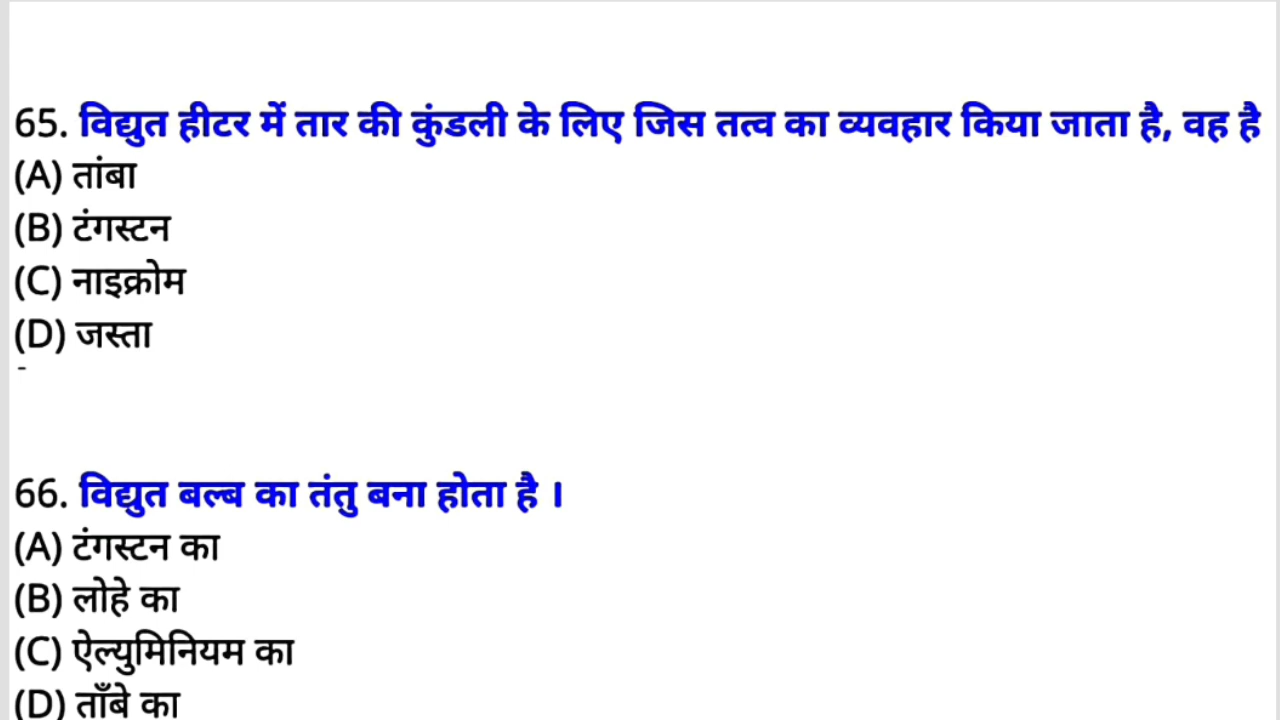 65. विद्युत हीटर में तार की कुंडली के लिए जिस तत्व का व्यवहार किया जाता है, वह है
(A) तांबा
(B) टंगस्टन
(C) नाइक्रोम
(D) जस्ता
-
66. विद्युत बल्ब का तंतु बना होता है ।
(A) टंगस्टन का
(B) लोहे का
(C) ऐल्युमिनियम का
(D) ताँबे का